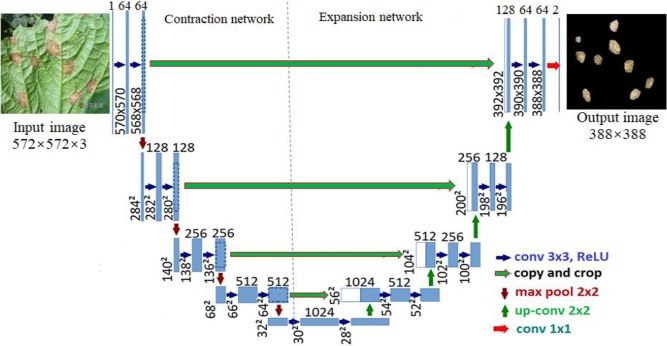 1 64 64
Contraction network
Expansion network
128 64 64 2
570x570
568x568
392x392
390x390
388x388
Input image
572×572×3
Output image
388×388
128 128
284²
282²
280²
256 128
200²
198²
196²
256 256
140²
138²
136²
512 256
104²
102²
100²
512 512
68²
66²
64²
1024 512
56²
54²
52²
1024
32²
30²
28²
conv 3x3, ReLU
copy and crop
max pool 2x2
up-conv 2x2
conv 1x1